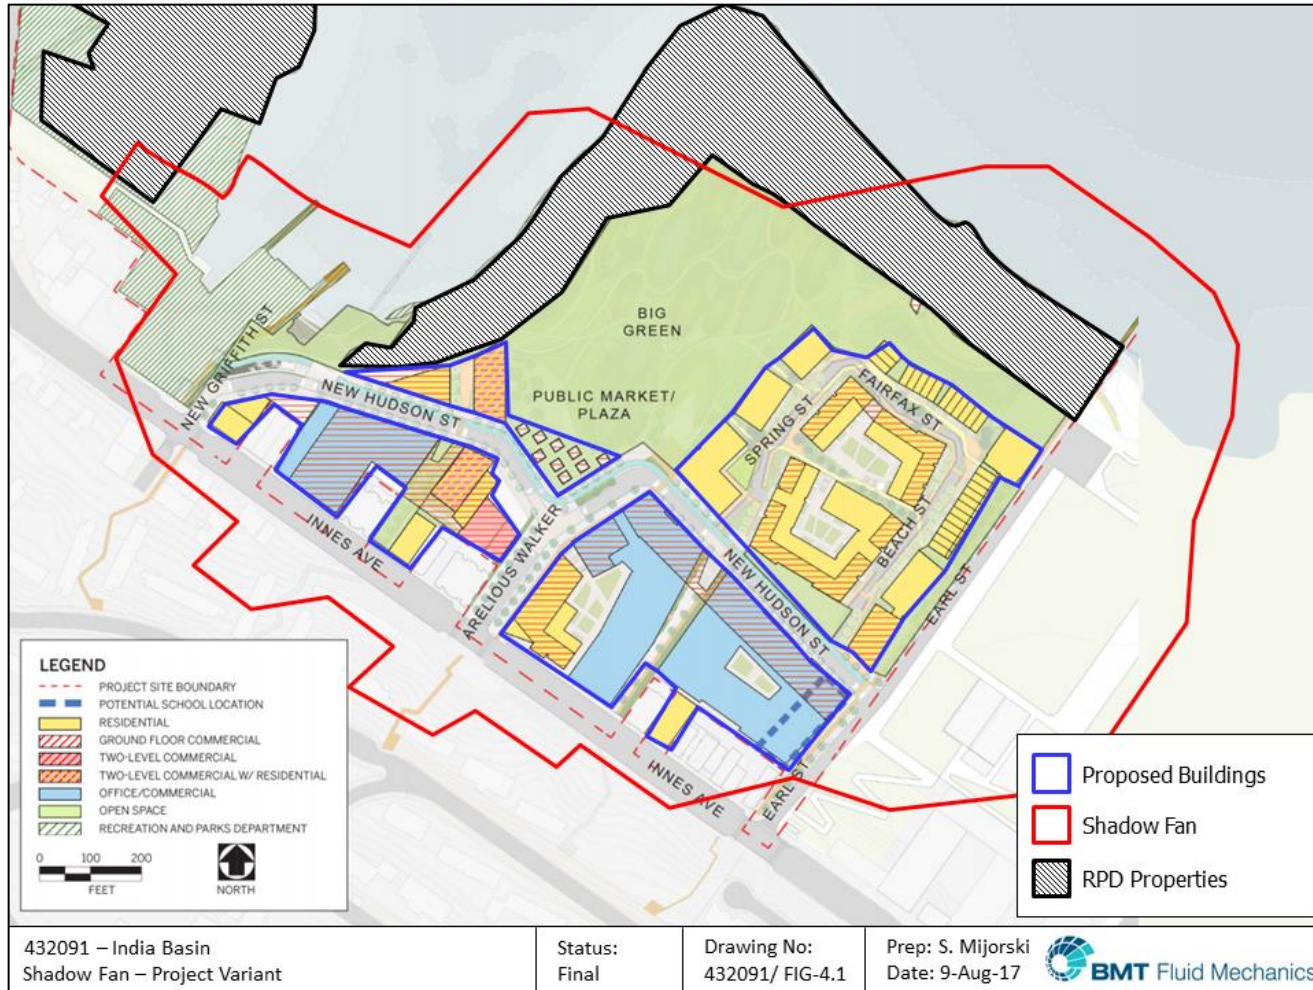 BIG
GREEN
PUBLIC MARKET/
PLAZA
NEW GRIFFITH ST
NEW HUDSON ST
SPRING ST
FAIRFAX ST
BEACH ST
EARL ST
INNES AVE
ARELIOUS WALKER
NEW HUDSON ST
INNES AVE
EARL ST
LEGEND
PROJECT SITE BOUNDARY
POTENTIAL SCHOOL LOCATION
RESIDENTIAL
GROUND FLOOR COMMERCIAL
TWO-LEVEL COMMERCIAL
TWO-LEVEL COMMERCIAL W/ RESIDENTIAL
OFFICE/COMMERCIAL
OPEN SPACE
RECREATION AND PARKS DEPARTMENT
0 100 200
FEET
NORTH
Proposed Buildings
Shadow Fan
RPD Properties
432091 – India Basin
Shadow Fan – Project Variant
Status:
Final
Drawing No:
432091/ FIG-4.1
Prep: S. Mijorski
Date: 9-Aug-17
BMT Fluid Mechanics